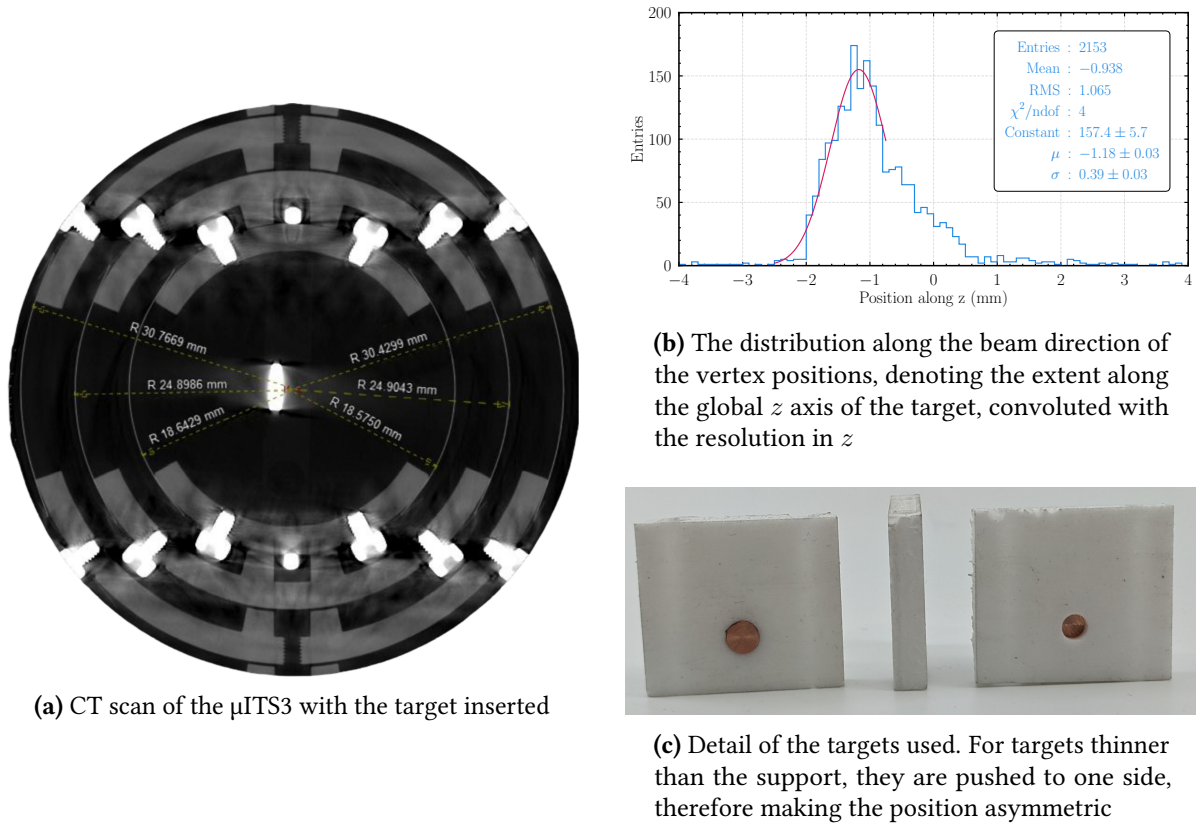 R 30.7669 mm
R 30.4299 mm
R 24.8986 mm
R 24.9043 mm
R 18.6429 mm
R 18.5750 mm
(a) CT scan of the µITS3 with the target inserted
200
150
100
50
0
Entries
−4 −3 −2 −1 0 1 2 3 4
Position along z (mm)
Entries : 2153
Mean : −0.938
RMS : 1.065
χ²/ndof : 4
Constant : 157.4 ± 5.7
µ : −1.18 ± 0.03
σ : 0.39 ± 0.03
(b) The distribution along the beam direction of
the vertex positions, denoting the extent along
the global z axis of the target, convoluted with
the resolution in z
(c) Detail of the targets used. For targets thinner
than the support, they are pushed to one side,
therefore making the position asymmetric